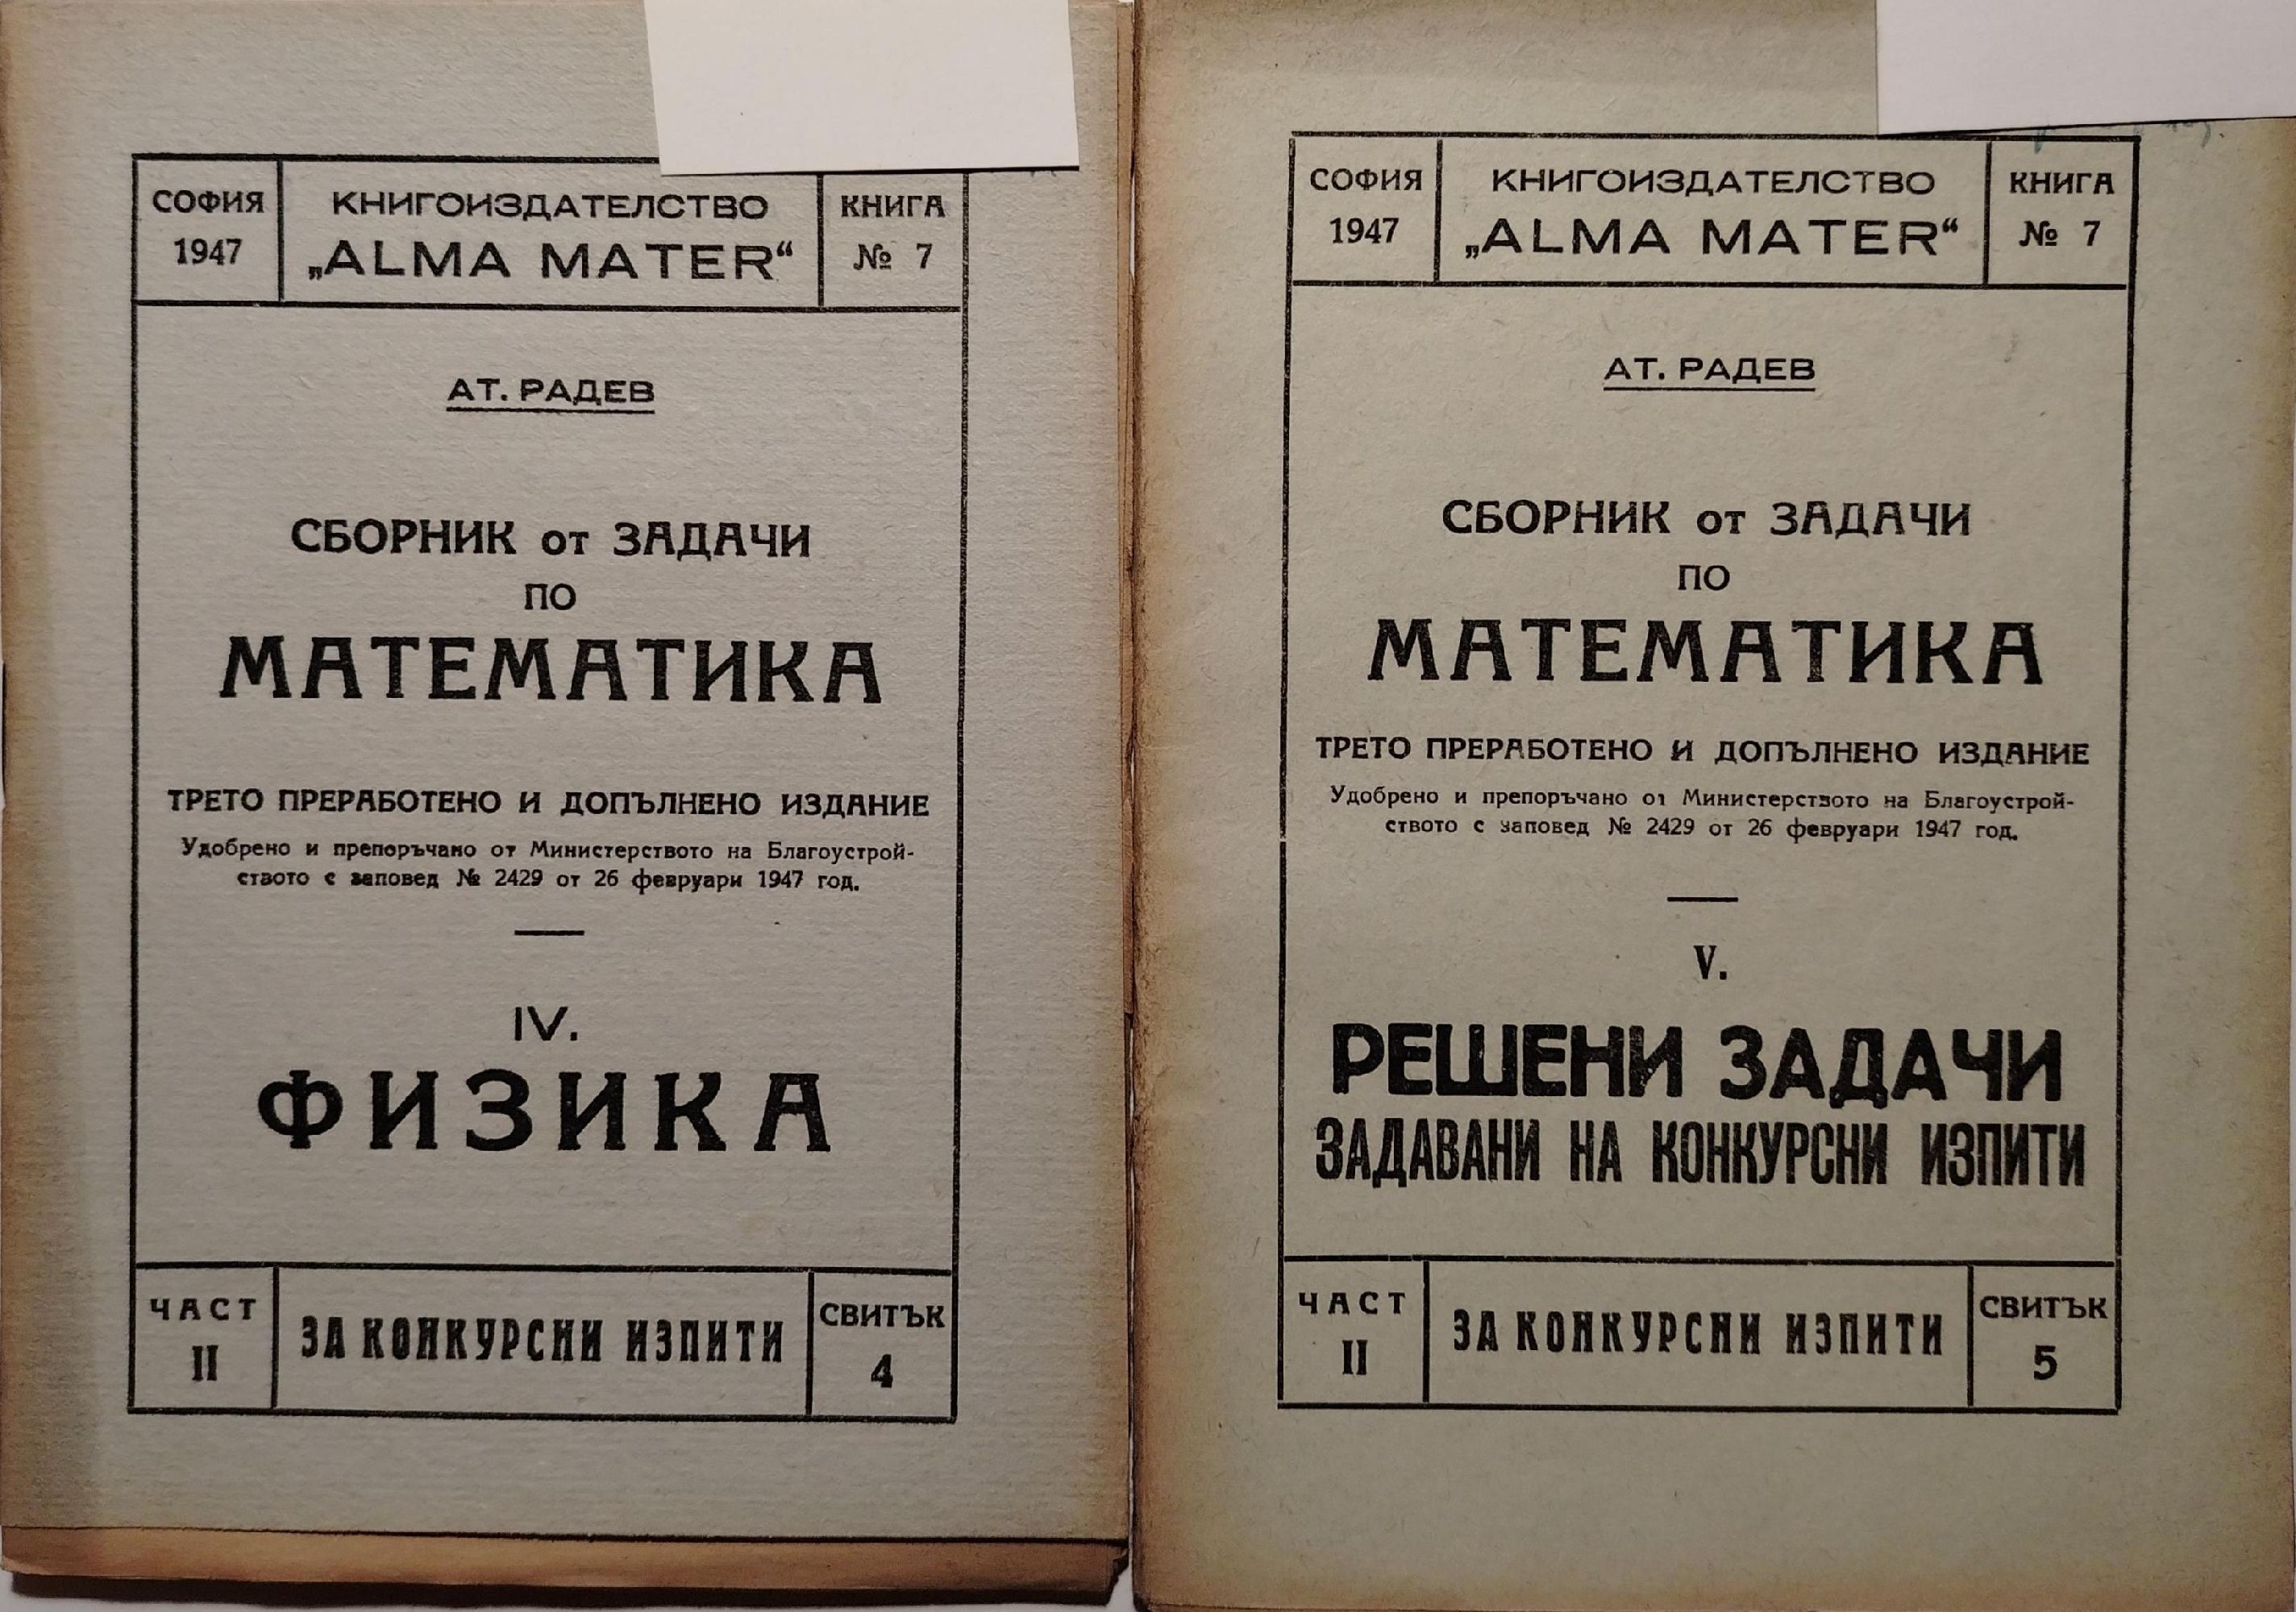 СОФИЯ
1947
КНИГОИЗДАТЕЛСТВО
„ALMA MATER“
КНИГА
№ 7
АТ. РАДЕВ
СБОРНИК от ЗАДАЧИ
ПО
МАТЕМАТИКА
ТРЕТО ПРЕРАБОТЕНО И ДОПЪЛНЕНО ИЗДАНИЕ
Удобрено и препоръчано от Министерството на Благоустрой-
ството с заповед № 2429 от 26 февруари 1947 год.
IV.
ФИЗИКА
ЧАСТ
II
ЗА КОНКУРСНИ ИЗПИТИ
СВИТЪК
4
СОФИЯ
1947
КНИГОИЗДАТЕЛСТВО
„ALMA MATER“
КНИГА
№ 7
АТ. РАДЕВ
СБОРНИК от ЗАДАЧИ
ПО
МАТЕМАТИКА
ТРЕТО ПРЕРАБОТЕНО И ДОПЪЛНЕНО ИЗДАНИЕ
Удобрено и препоръчано от Министерството на Благоустрой-
ството с заповед № 2429 от 26 февруари 1947 год.
V.
РЕШЕНИ ЗАДАЧИ
ЗАДАВАНИ НА КОНКУРСНИ ИЗПИТИ
ЧАСТ
II
ЗА КОНКУРСНИ ИЗПИТИ
СВИТЪК
5